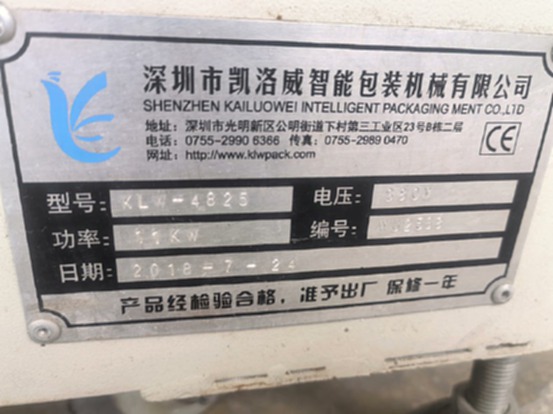 深圳市凯洛威智能包装机械有限公司
SHENZHEN KAILUOWEI INTELLIGENT PACKAGING MENT CO.,LTD
地址：深圳市光明新区公明街道下村第三工业区23号B栋二层
电话：0755-2990 6366 传真：0755-2989 0470
网址：http://www.klwpack.com
CE
型号： KLW-4825 电压：
功率： KW 编号：
日期： 2018-7-24
产品经检验合格，准予出厂 保修一年